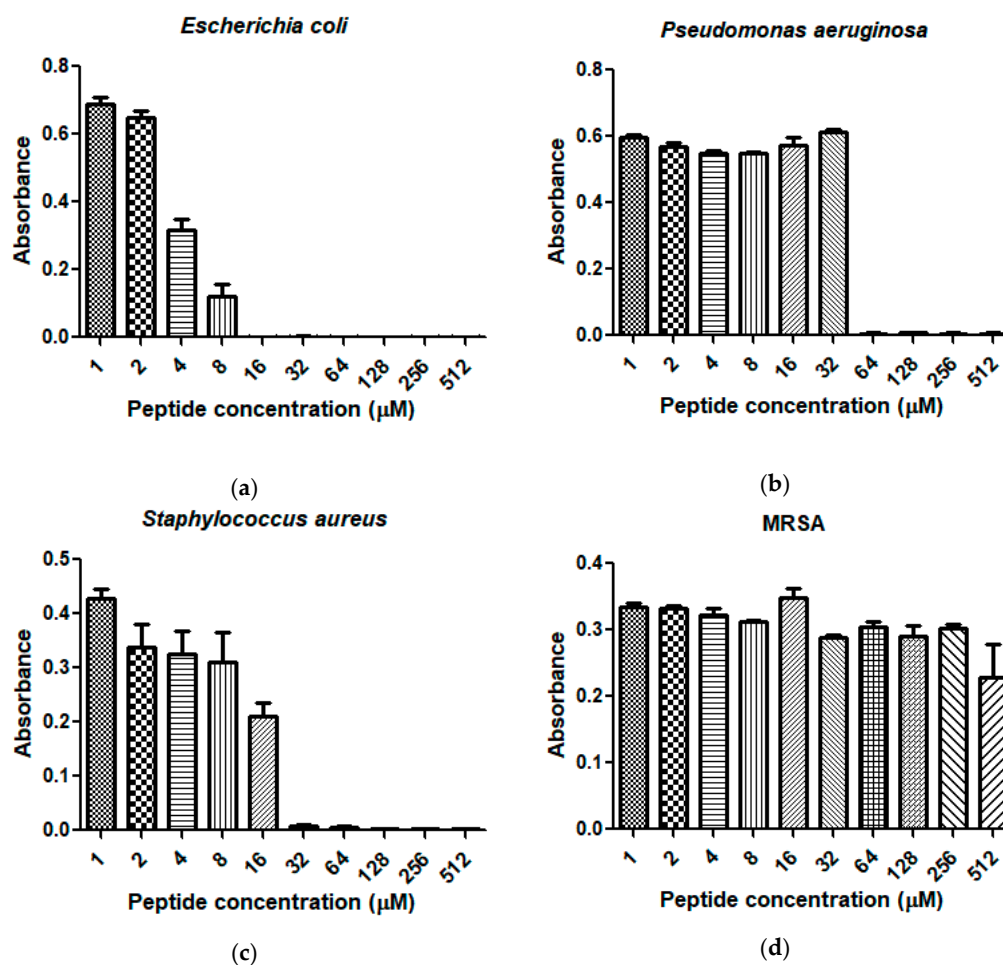 Escherichia coli
Absorbance
0.8
0.6
0.4
0.2
0.0
1 2 4 8 16 32 64 128 256 512
Peptide concentration (μM)
(a)
Pseudomonas aeruginosa
Absorbance
0.8
0.6
0.4
0.2
0.0
1 2 4 8 16 32 64 128 256 512
Peptide concentration (μM)
(b)
Staphylococcus aureus
Absorbance
0.5
0.4
0.3
0.2
0.1
0.0
1 2 4 8 16 32 64 128 256 512
Peptide concentration (μM)
(c)
MRSA
Absorbance
0.4
0.3
0.2
0.1
0.0
1 2 4 8 16 32 64 128 256 512
Peptide concentration (μM)
(d)